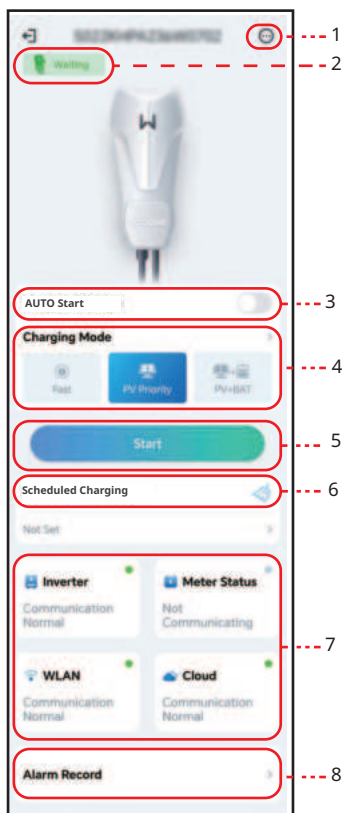 1
Waiting
2
AUTO Start
3
Charging Mode
4
Fast
PV Priority
PV+BAT
Start
5
Scheduled Charging
6
Not Set
Inverter
Communication
Normal
Meter Status
Not
Communicating
7
WLAN
Communication
Normal
Cloud
Communication
Normal
Alarm Record
8